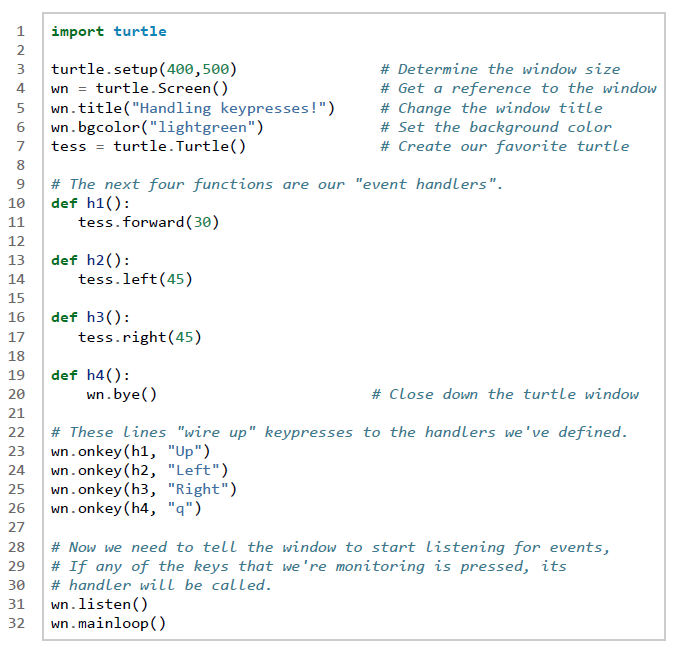 1 import turtle
2
3 turtle.setup(400,500) # Determine the window size
4 wn = turtle.Screen() # Get a reference to the window
5 wn.title("Handling keypresses!") # Change the window title
6 wn.bgcolor("lightgreen") # Set the background color
7 tess = turtle.Turtle() # Create our favorite turtle
8
9 # The next four functions are our "event handlers".
10 def h1():
11    tess.forward(30)
12
13 def h2():
14    tess.left(45)
15
16 def h3():
17    tess.right(45)
18
19 def h4():
20     wn.bye() # Close down the turtle window
21
22 # These lines "wire up" keypresses to the handlers we've defined.
23 wn.onkey(h1, "Up")
24 wn.onkey(h2, "Left")
25 wn.onkey(h3, "Right")
26 wn.onkey(h4, "q")
27
28 # Now we need to tell the window to start listening for events,
29 # If any of the keys that we're monitoring is pressed, its
30 # handler will be called.
31 wn.listen()
32 wn.mainloop()